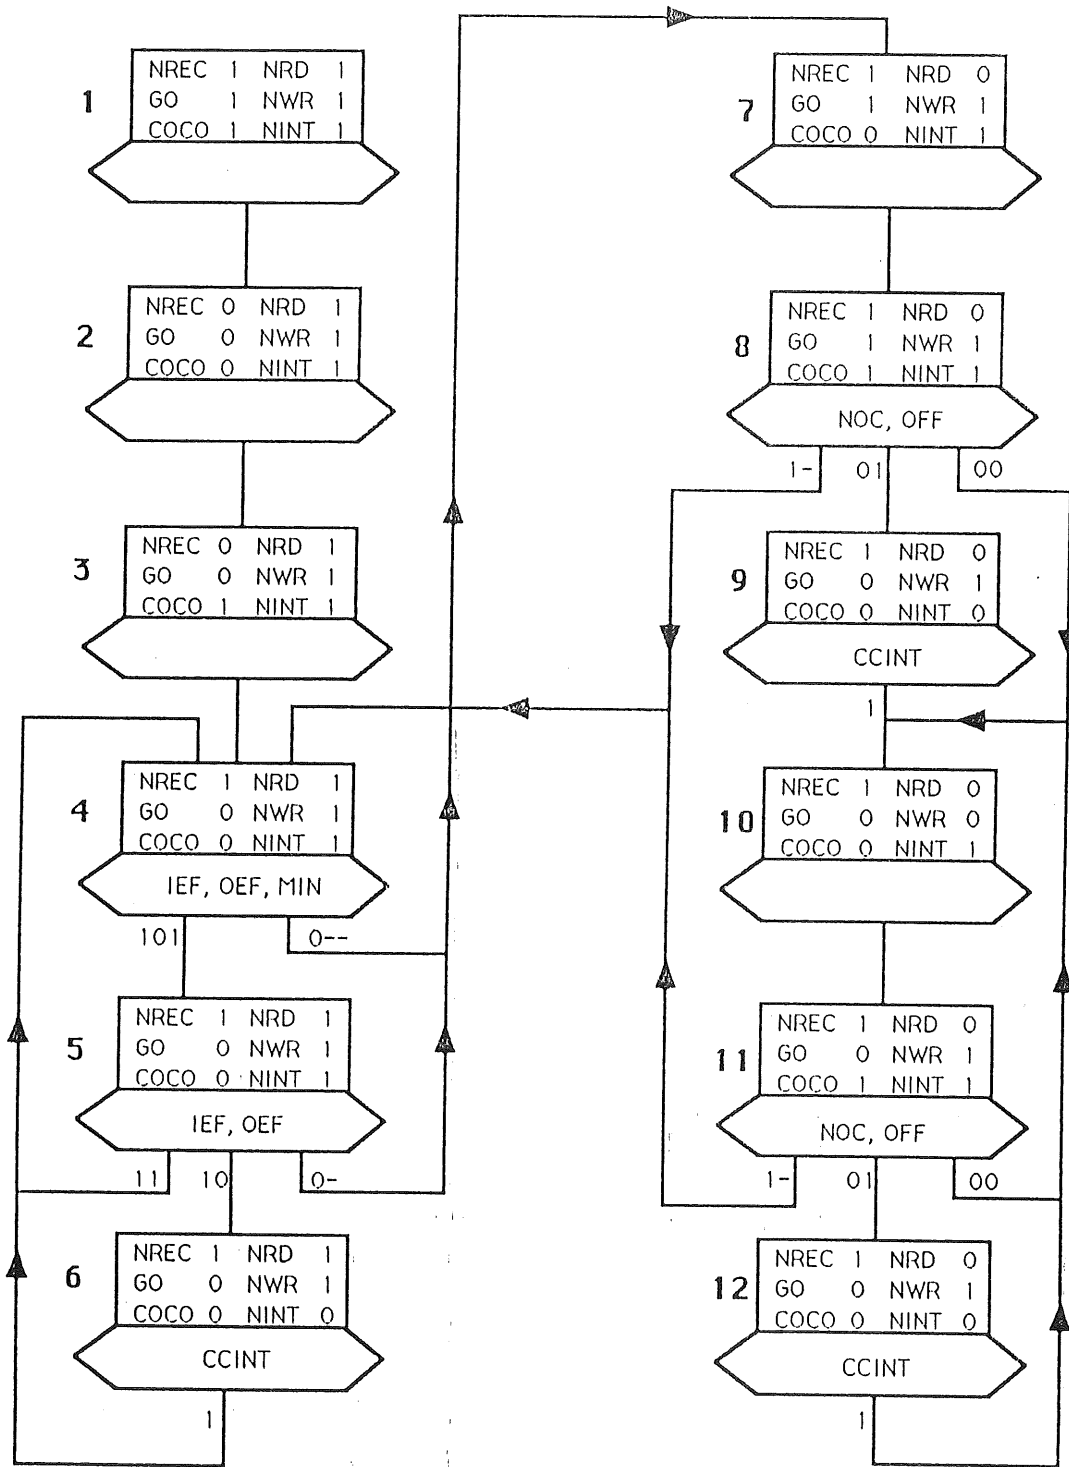 1
NREC 1 NRD 1
GO 1 NWR 1
COCO 1 NINT 1
2
NREC 0 NRD 1
GO 0 NWR 1
COCO 0 NINT 1
3
NREC 0 NRD 1
GO 0 NWR 1
COCO 1 NINT 1
4
NREC 1 NRD 1
GO 0 NWR 1
COCO 0 NINT 1
IEF, OEF, MIN
101
0--
5
NREC 1 NRD 1
GO 0 NWR 1
COCO 0 NINT 1
IEF, OEF
11
10
0-
6
NREC 1 NRD 1
GO 0 NWR 1
COCO 0 NINT 0
CCINT
1
7
NREC 1 NRD 0
GO 1 NWR 1
COCO 0 NINT 1
8
NREC 1 NRD 0
GO 1 NWR 1
COCO 1 NINT 1
NOC, OFF
1-
01
00
9
NREC 1 NRD 0
GO 0 NWR 1
COCO 0 NINT 0
CCINT
1
10
NREC 1 NRD 0
GO 0 NWR 0
COCO 0 NINT 1
11
NREC 1 NRD 0
GO 0 NWR 1
COCO 1 NINT 1
NOC, OFF
1-
01
00
12
NREC 1 NRD 0
GO 0 NWR 1
COCO 0 NINT 0
CCINT
1